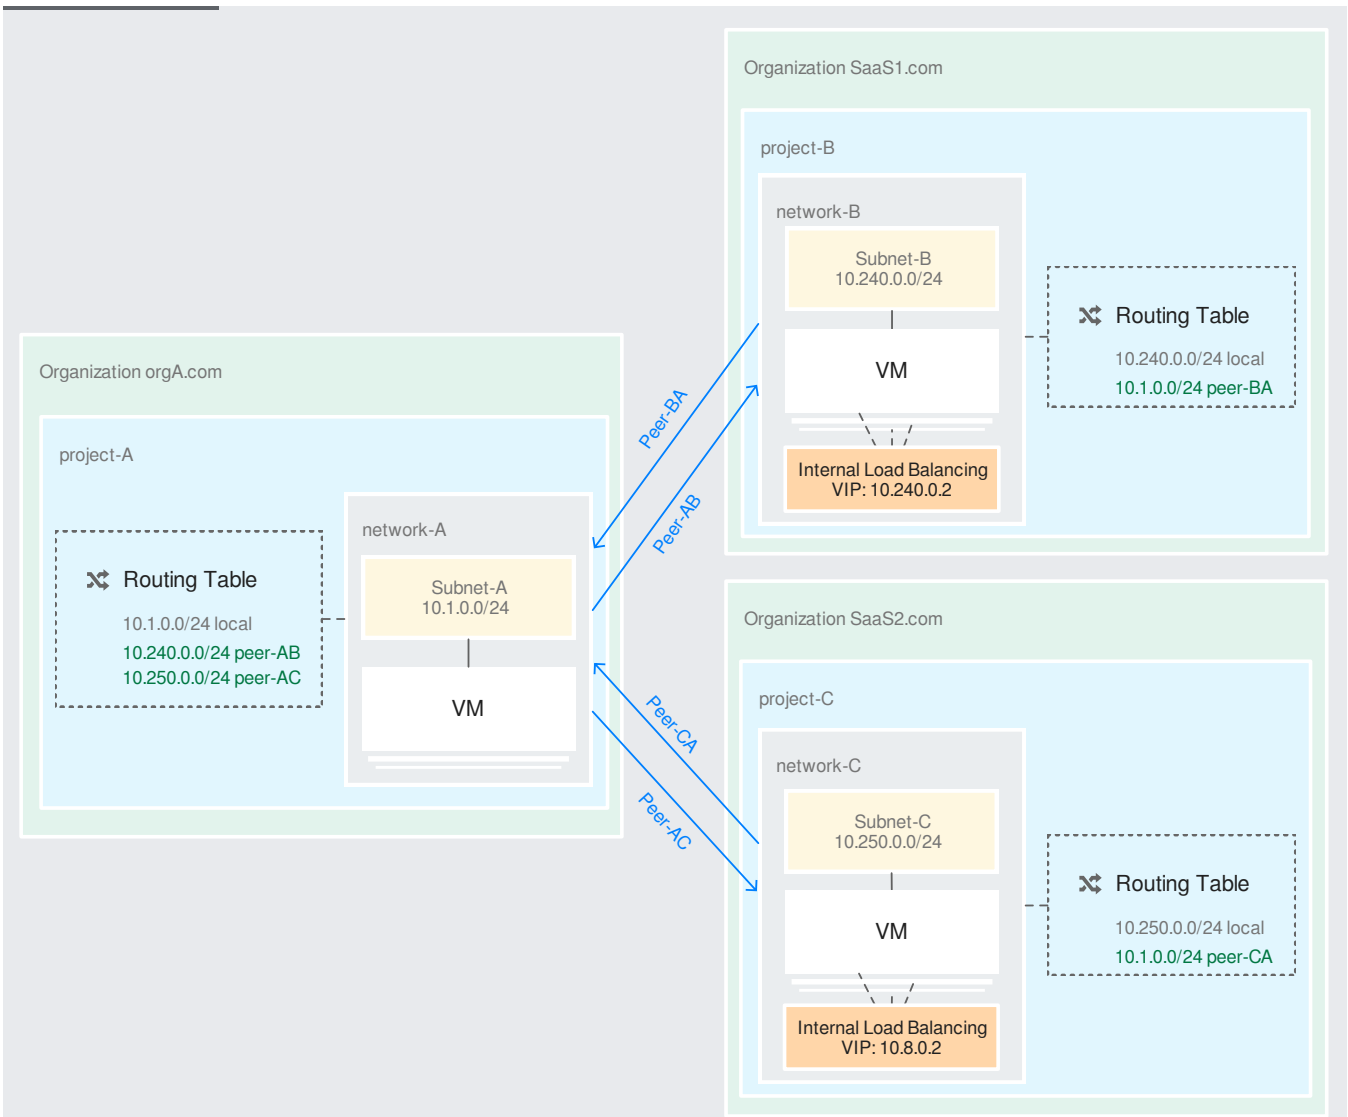 Organization SaaS1.com
project-B
network-B
Subnet-B
10.240.0.0/24
VM
Internal Load Balancing
VIP: 10.240.0.2
Routing Table
10.240.0.0/24 local
10.1.0.0/24 peer-BA
Organization orgA.com
project-A
Routing Table
10.1.0.0/24 local
10.240.0.0/24 peer-AB
10.250.0.0/24 peer-AC
network-A
Subnet-A
10.1.0.0/24
VM
Peer-BA
Peer-AB
Peer-CA
Peer-AC
Organization SaaS2.com
project-C
network-C
Subnet-C
10.250.0.0/24
VM
Internal Load Balancing
VIP: 10.8.0.2
Routing Table
10.250.0.0/24 local
10.1.0.0/24 peer-CA